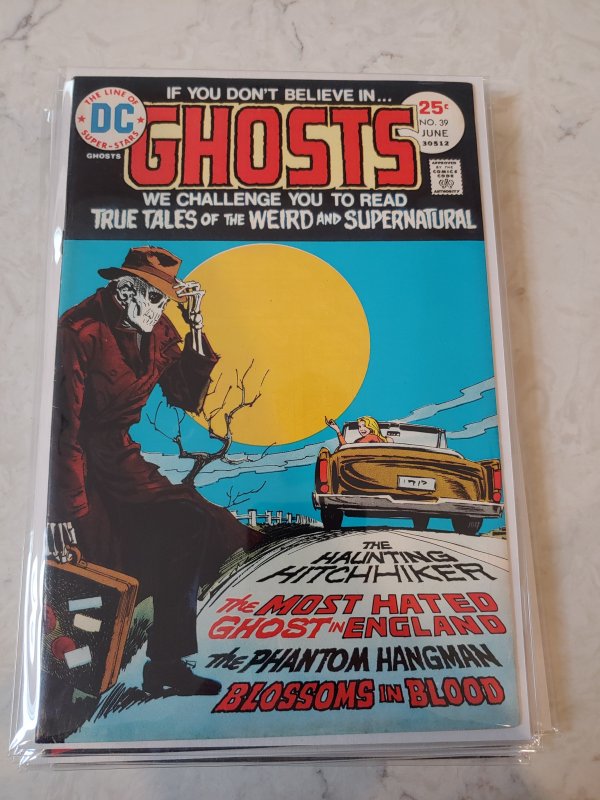 IF YOU DON'T BELIEVE IN...
THE LINE OF
DC
SUPER-STARS
GHOSTS
GHOSTS
25¢
NO. 39
JUNE
30512
APPROVED
BY THE
COMICS
CODE
AUTHORITY
WE CHALLENGE YOU TO READ
TRUE TALES OF THE WEIRD AND SUPERNATURAL
THE
HAUNTING
HITCHHIKER
The MOST HATED
GHOST IN ENGLAND
The PHANTOM HANGMAN
BLOSSOMS IN BLOOD